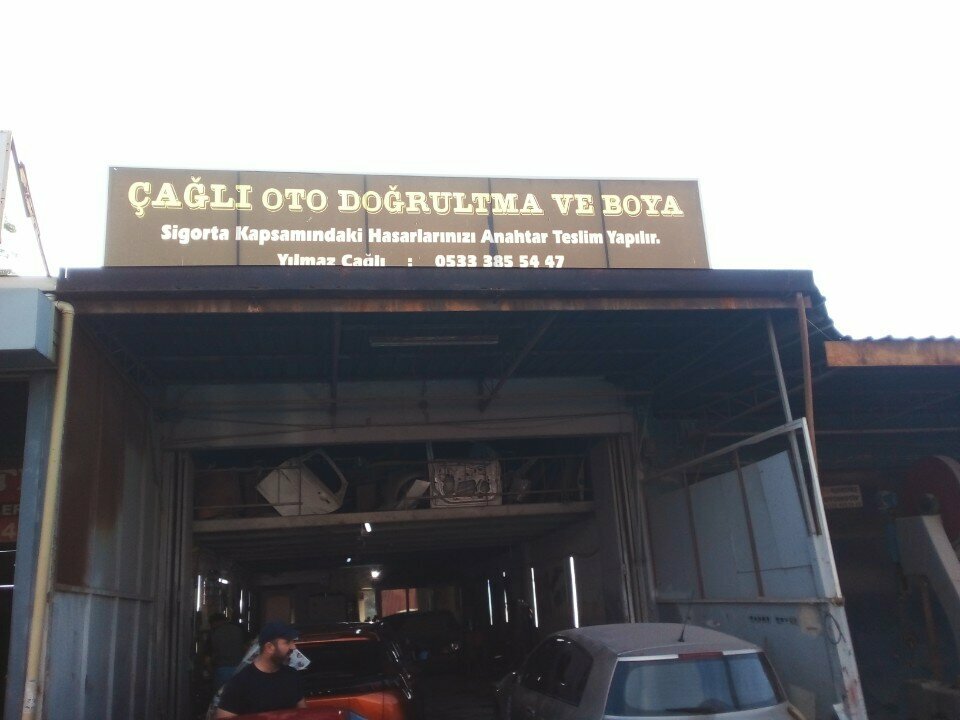 ÇAĞLI OTO DOĞRULTMA VE BOYA
Sigorta Kapsamındaki Hasarlarınızı Anahtar Teslim Yapılır.
Yılmaz Çağlı : 0533 385 54 47